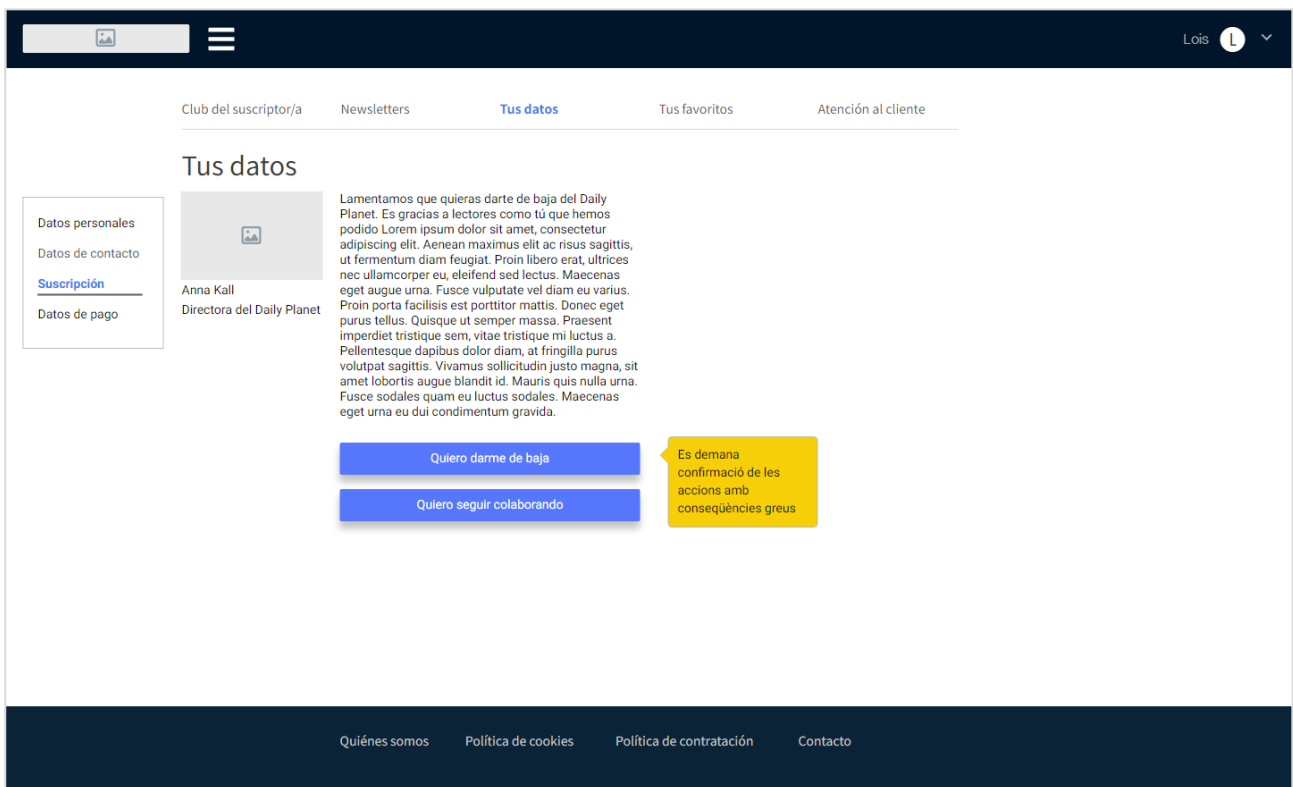 Lois L
Club del suscriptor/a Newsletters Tus datos Tus favoritos Atención al cliente
Tus datos
Datos personales
Datos de contacto
Suscripción
Datos de pago
Anna Kall
Directora del Daily Planet
Lamentamos que quieras darte de baja del Daily
Planet. Es gracias a lectores como tú que hemos
podido Lorem ipsum dolor sit amet, consectetur
adipiscing elit. Aenean maximus elit ac risus sagittis,
ut fermentum diam feugiat. Proin libero erat, ultrices
nec ullamcorper eu, eleifend sed lectus. Maecenas
eget augue urna. Fusce vulputate vel diam eu varius.
Proin porta facilisis est porttitor mattis. Donec eget
purus tellus. Quisque ut semper massa. Praesent
imperdiet tristique sem, vitae tristique mi luctus a.
Pellentesque dapibus dolor diam, at fringilla purus
volutpat sagittis. Vivamus sollicitudin justo magna, sit
amet lobortis augue blandit id. Mauris quis nulla urna.
Fusce sodales quam eu luctus sodales. Maecenas
eget urna eu dui condimentum gravida.
Quiero darme de baja
Quiero seguir colaborando
Es demana
confirmació de les
accions amb
conseqüències greus
Quiénes somos Política de cookies Política de contratación Contacto